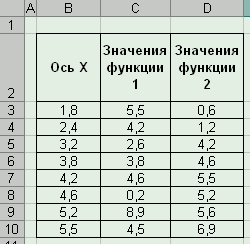 A B C D
1
2 Ось X Значения функции 1 Значения функции 2
3 1,8 5,5 0,6
4 2,4 4,2 1,2
5 3,2 2,6 4,2
6 3,8 3,8 4,6
7 4,2 4,6 5,5
8 4,6 0,2 5,2
9 5,2 8,9 5,6
10 5,5 4,5 6,9